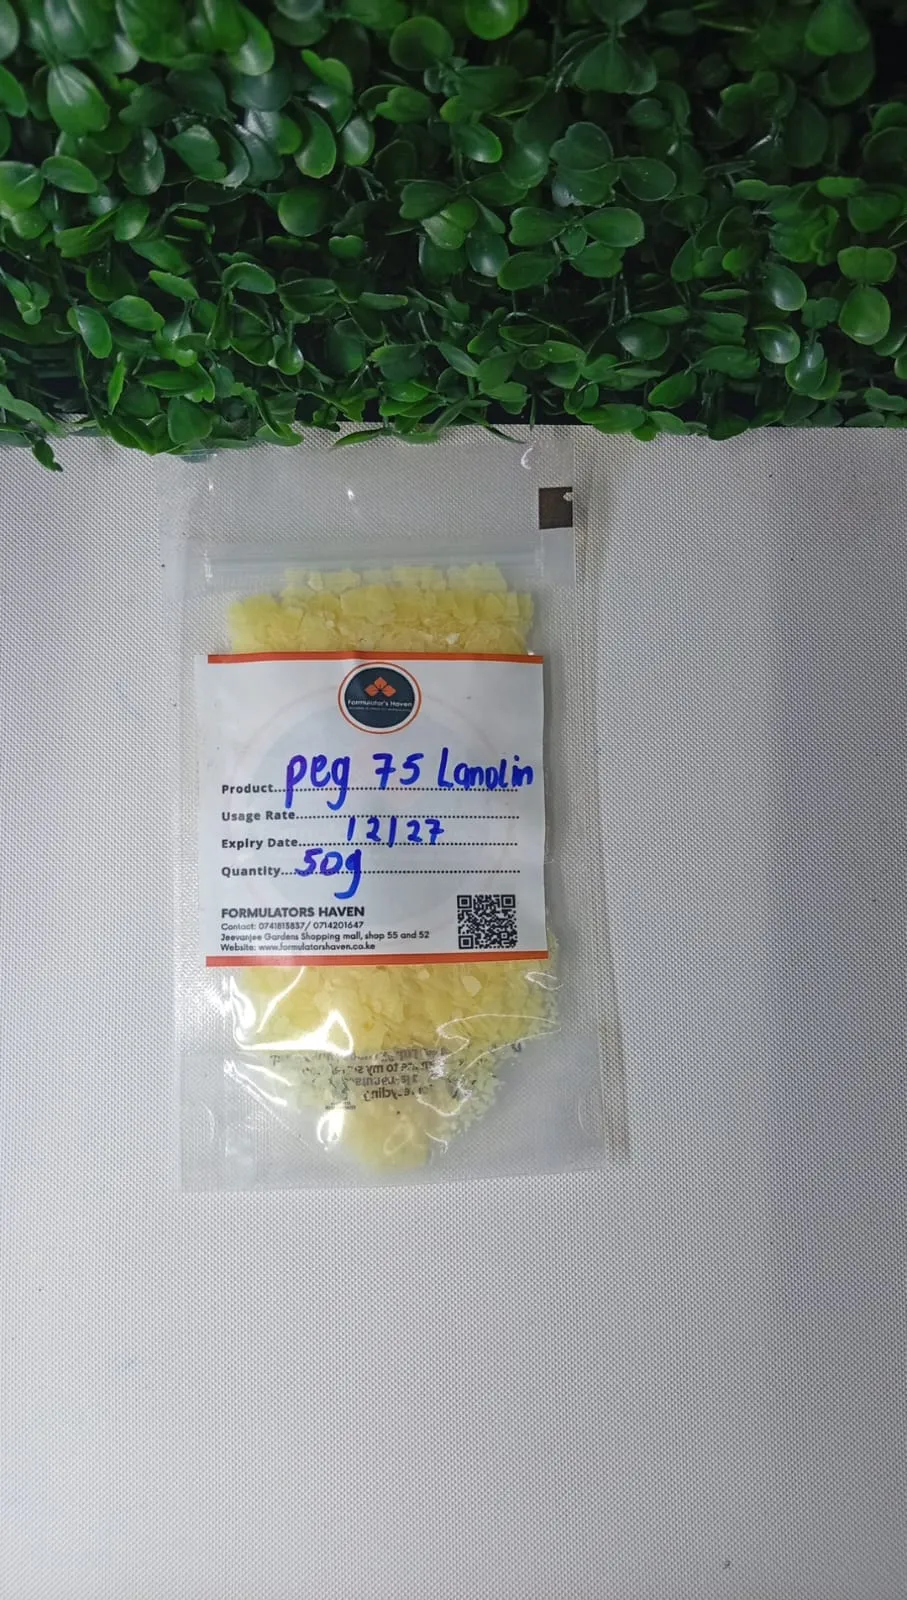 Formulator's Haven
Product....peg 75 Lanolin
Usage Rate....
Expiry Date....12/27
Quantity....50g
FORMULATORS HAVEN
Contact: 0741813837/ 0714201647
Jeevanjee Gardens Shopping mall, shop 55 and 52
Website: www.formulatorshaven.co.ke